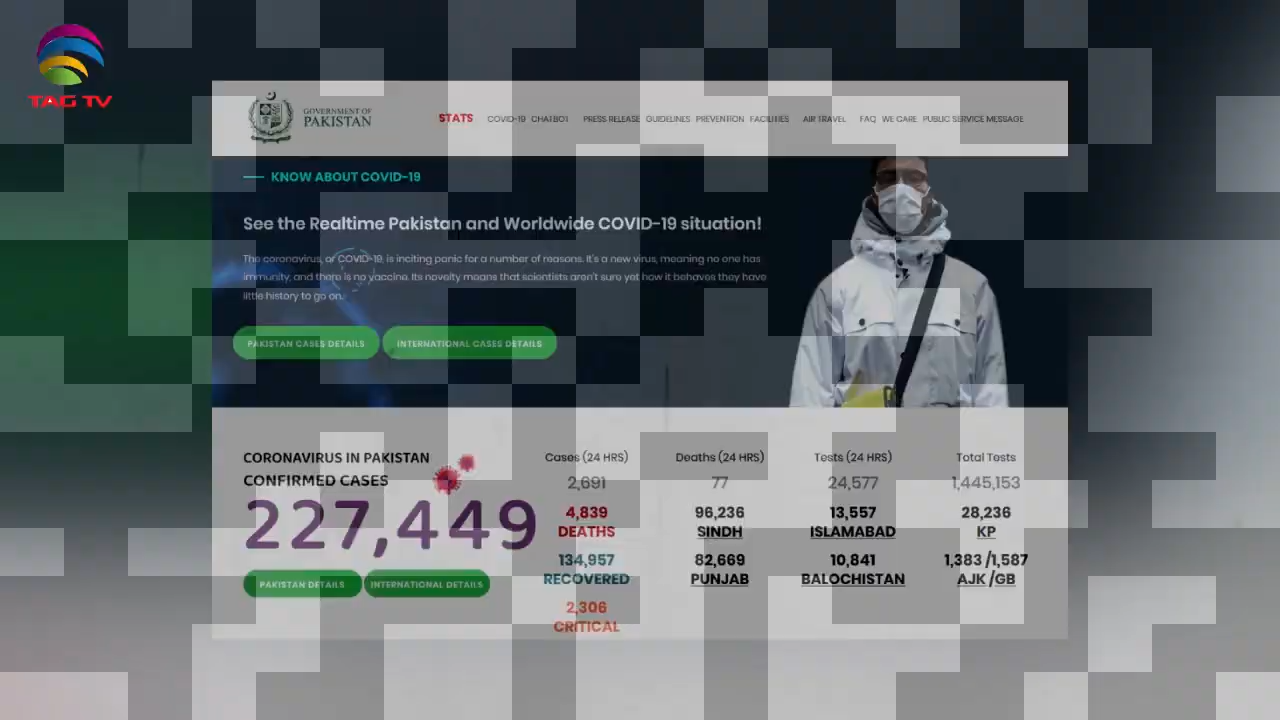 TAG TV
GOVERNMENT OF
PAKISTAN
STATS COVID-19 CHATBOT PRESS RELEASE GUIDELINES PREVENTION FACILITIES AIR TRAVEL FAQ WE CARE PUBLIC SERVICE MESSAGE
KNOW ABOUT COVID-19
See the Realtime Pakistan and Worldwide COVID-19 situation!
The coronavirus, or COVID-19, is inciting panic for a number of reasons. It's a new virus, meaning no one has
immunity, and there is no vaccine. Its novelty means that scientists aren't sure yet how it behaves they have
little history to go on.
PAKISTAN CASES DETAILS INTERNATIONAL CASES DETAILS
CORONAVIRUS IN PAKISTAN
CONFIRMED CASES
227,449
PAKISTAN DETAILS INTERNATIONAL DETAILS
Cases (24 HRS) Deaths (24 HRS) Tests (24 HRS) Total Tests
2,691 77 24,577 1,445,153
4,839 96,236 13,557 28,236
DEATHS SINDH ISLAMABAD KP
134,957 82,669 10,841 1,383 /1,587
RECOVERED PUNJAB BALOCHISTAN AJK /GB
2,306
CRITICAL